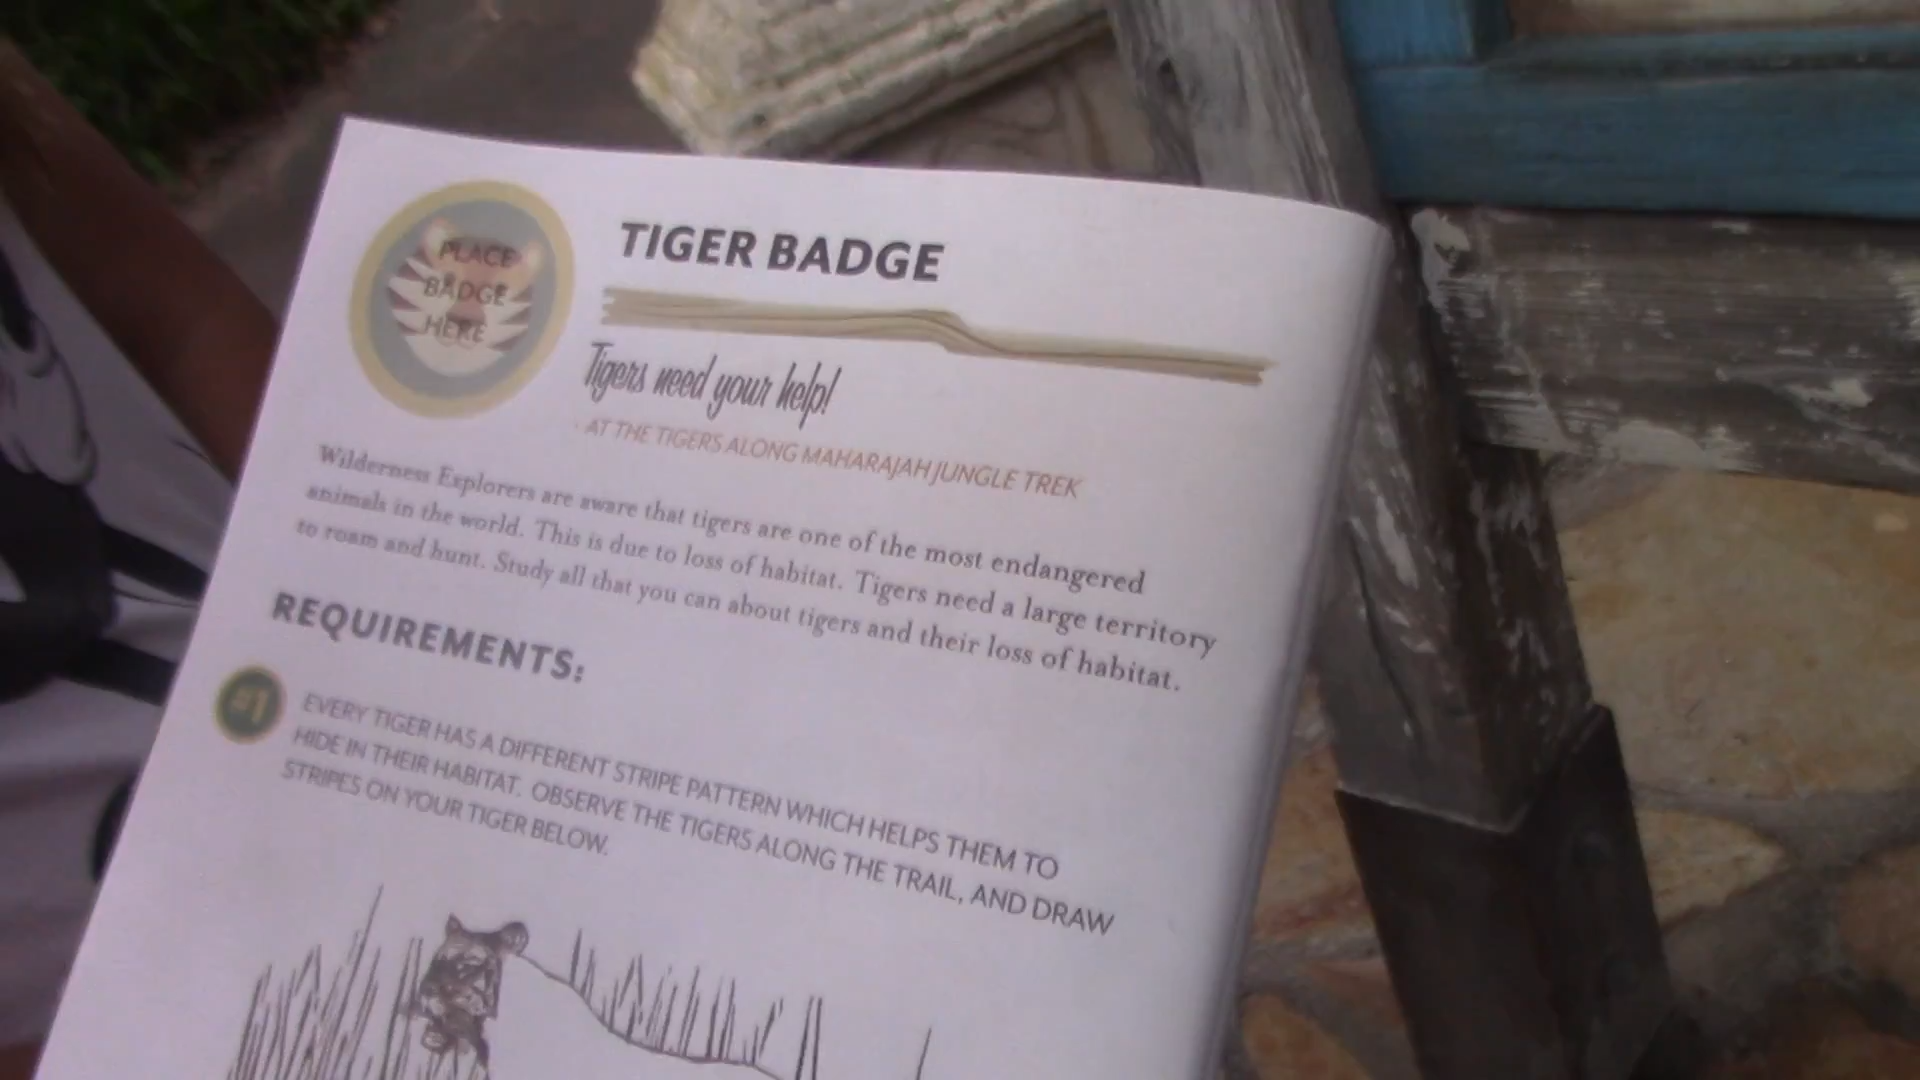 PLACE
BADGE
HERE
TIGER BADGE
Tigers need your help!
AT THE TIGERS ALONG MAHARAJAH JUNGLE TREK
Wilderness Explorers are aware that tigers are one of the most endangered
animals in the world. This is due to loss of habitat. Tigers need a large territory
to roam and hunt. Study all that you can about tigers and their loss of habitat.
REQUIREMENTS:
#1
EVERY TIGER HAS A DIFFERENT STRIPE PATTERN WHICH HELPS THEM TO
HIDE IN THEIR HABITAT. OBSERVE THE TIGERS ALONG THE TRAIL, AND DRAW
STRIPES ON YOUR TIGER BELOW.